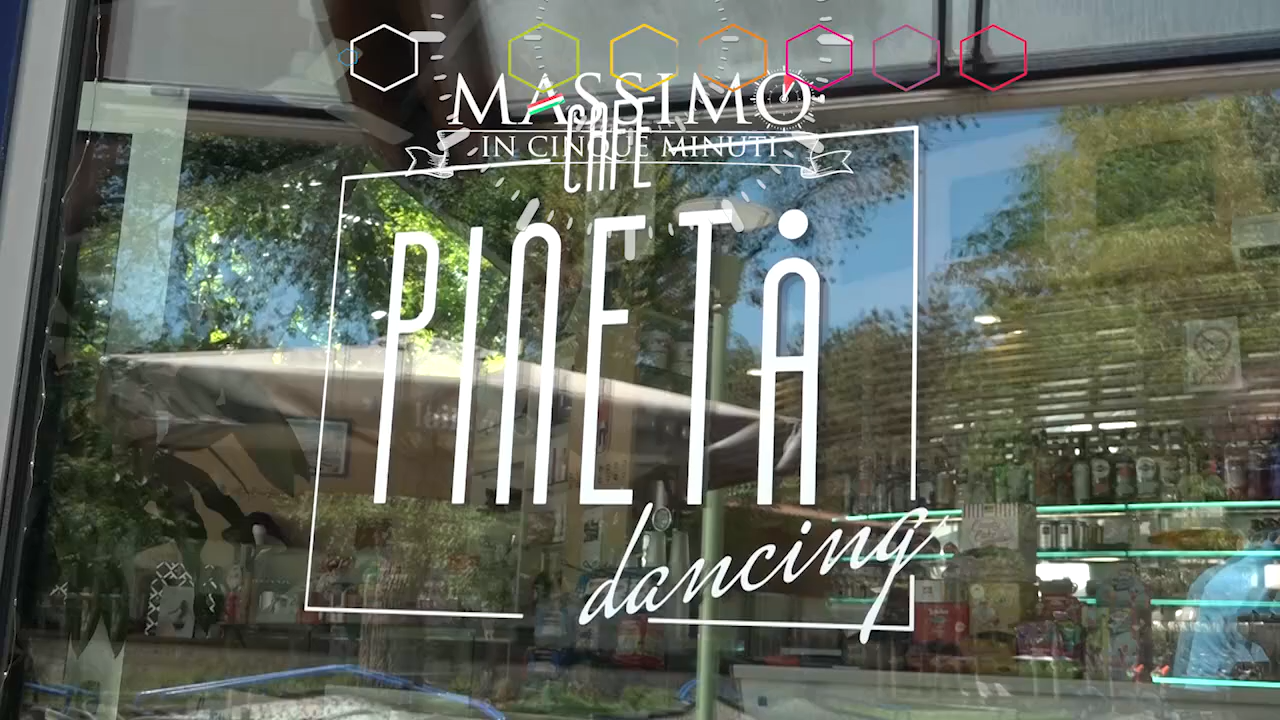 MASSIMO
IN CINQUE MINUTI
CAFE
PINETA
dancing